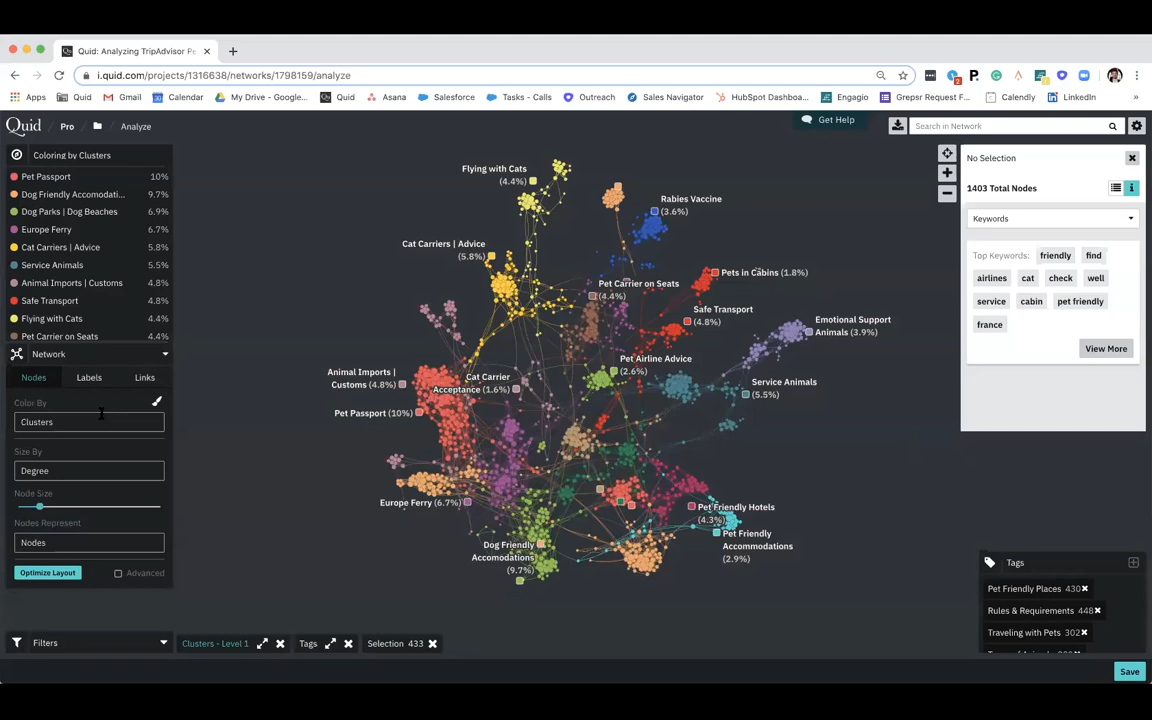 Quid: Analyzing TripAdvisor Pe
i.quid.com/projects/1316638/networks/1798159/analyze
Apps Quid Gmail Calendar My Drive - Google... Quid Asana Salesforce Tasks - Calls Outreach Sales Navigator HubSpot Dashboa... Engagio Grepsr Request F... Calendly LinkedIn »
Quid Pro Analyze Get Help Search in Network
Coloring by Clusters
Pet Passport 10%
Dog Friendly Accomodati... 9.7%
Dog Parks | Dog Beaches 6.9%
Europe Ferry 6.7%
Cat Carriers | Advice 5.8%
Service Animals 5.5%
Animal Imports | Customs 4.8%
Safe Transport 4.8%
Flying with Cats 4.4%
Pet Carrier on Seats 4.4%
Network
Nodes Labels Links
Color By
Clusters
Size By
Degree
Node Size
Nodes Represent
Nodes
Optimize Layout Advanced
Flying with Cats
(4.4%)
Rabies Vaccine
(3.6%)
Cat Carriers | Advice
(5.8%)
Pets in Cabins (1.8%)
Pet Carrier on Seats
(4.4%)
Safe Transport
(4.8%)
Emotional Support
Animals (3.9%)
Pet Airline Advice
(2.6%)
Animal Imports |
Customs (4.8%)
Cat Carrier
Acceptance (1.6%)
Service Animals
(5.5%)
Pet Passport (10%)
Europe Ferry (6.7%)
Pet Friendly Hotels
(4.3%)
Pet Friendly
Accommodations
(2.9%)
Dog Friendly
Accomodations
(9.7%)
No Selection
1403 Total Nodes
Keywords
Top Keywords: friendly find
airlines cat check well
service cabin pet friendly
france
View More
Tags
Pet Friendly Places 430
Rules & Requirements 448
Traveling with Pets 302
Filters Clusters - Level 1 Tags Selection 433
Save